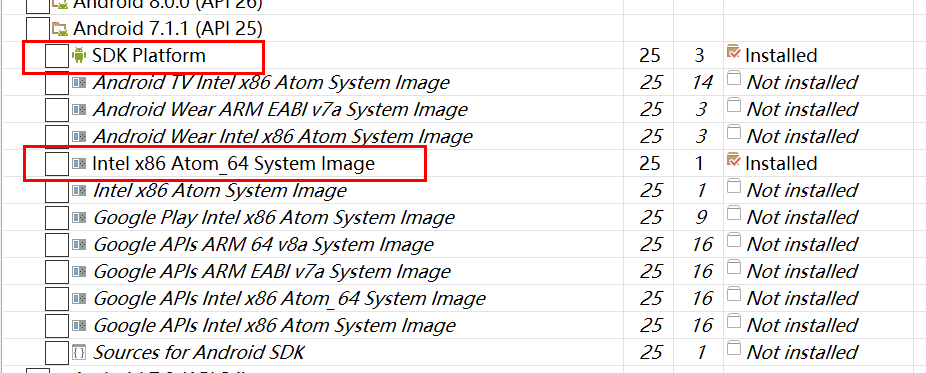 Android 8.0.0 (API 26)
Android 7.1.1 (API 25)
SDK Platform 25 3 Installed
Android TV Intel x86 Atom System Image 25 14 Not installed
Android Wear ARM EABI v7a System Image 25 3 Not installed
Android Wear Intel x86 Atom System Image 25 3 Not installed
Intel x86 Atom_64 System Image 25 1 Installed
Intel x86 Atom System Image 25 1 Not installed
Google Play Intel x86 Atom System Image 25 9 Not installed
Google APIs ARM 64 v8a System Image 25 16 Not installed
Google APIs ARM EABI v7a System Image 25 16 Not installed
Google APIs Intel x86 Atom_64 System Image 25 16 Not installed
Google APIs Intel x86 Atom System Image 25 16 Not installed
Sources for Android SDK 25 1 Not installed